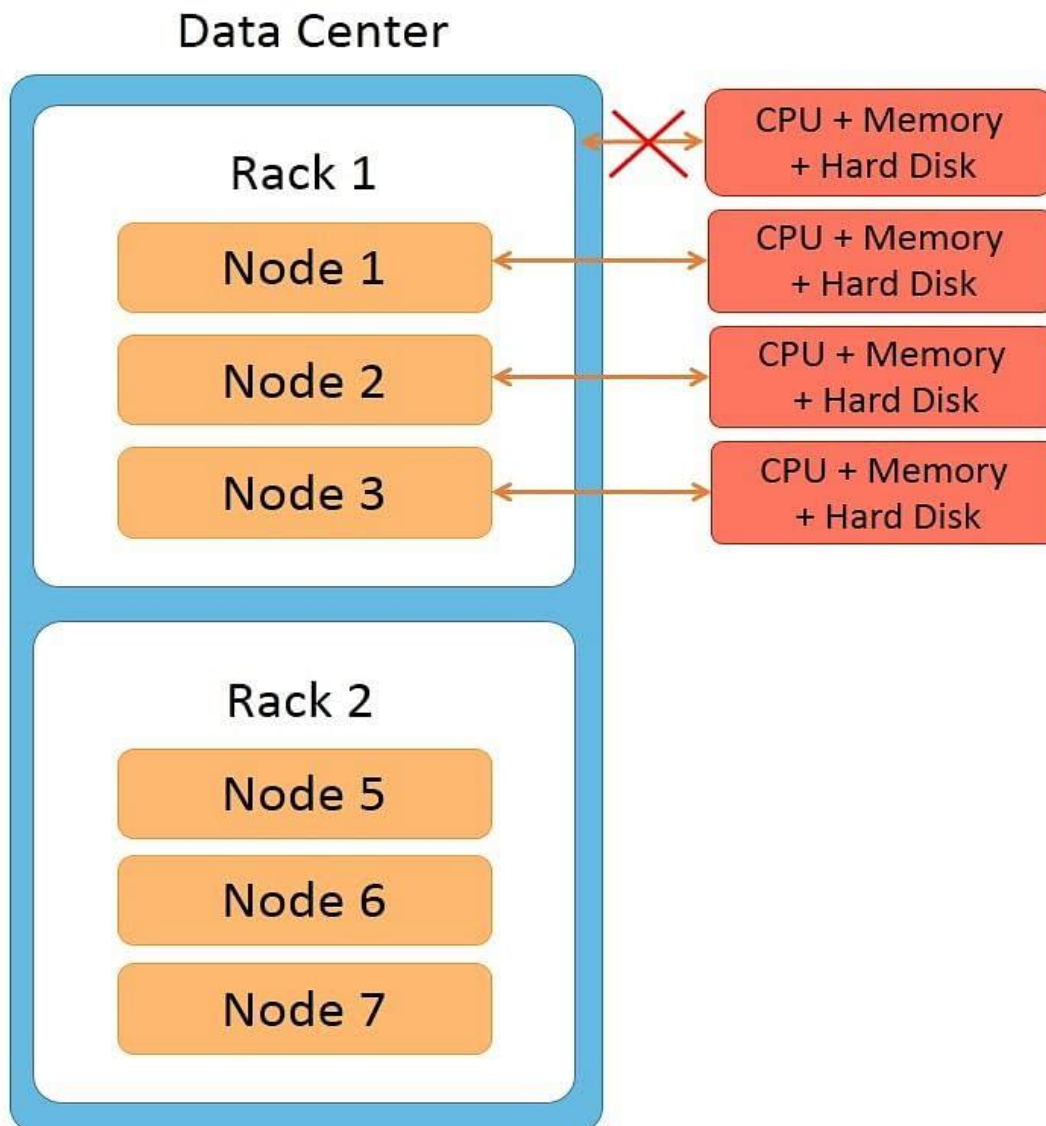 Data Center
Rack 1
CPU + Memory
+ Hard Disk
Node 1
CPU + Memory
+ Hard Disk
Node 2
CPU + Memory
+ Hard Disk
Node 3
CPU + Memory
+ Hard Disk
Rack 2
Node 5
Node 6
Node 7